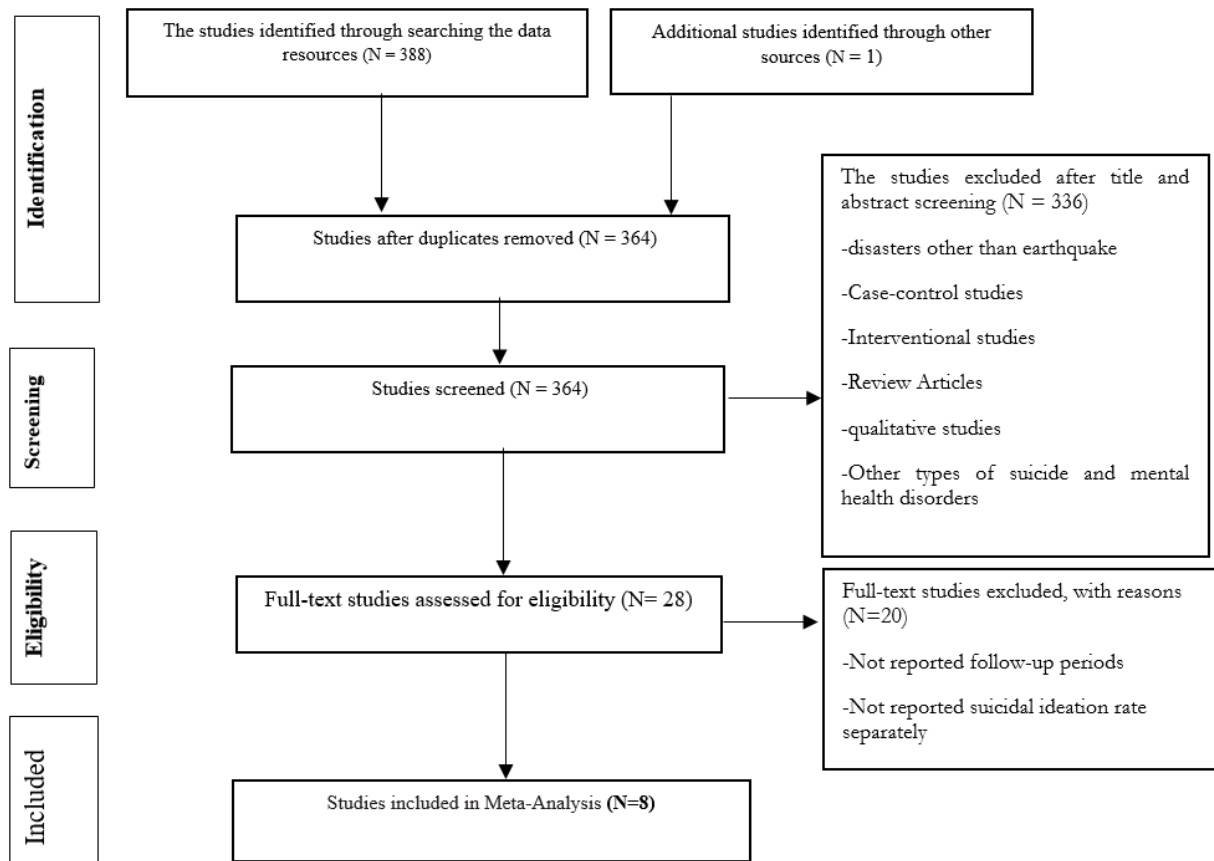 Identification
The studies identified through searching the data
resources (N = 388)
Additional studies identified through other
sources (N = 1)
Studies after duplicates removed (N = 364)
Screening
Studies screened (N = 364)
The studies excluded after title and
abstract screening (N = 336)
-disasters other than earthquake
-Case-control studies
-Interventional studies
-Review Articles
-qualitative studies
-Other types of suicide and mental
health disorders
Eligibility
Full-text studies assessed for eligibility (N= 28)
Full-text studies excluded, with reasons
(N=20)
-Not reported follow-up periods
-Not reported suicidal ideation rate
separately
Included
Studies included in Meta-Analysis (N=8)